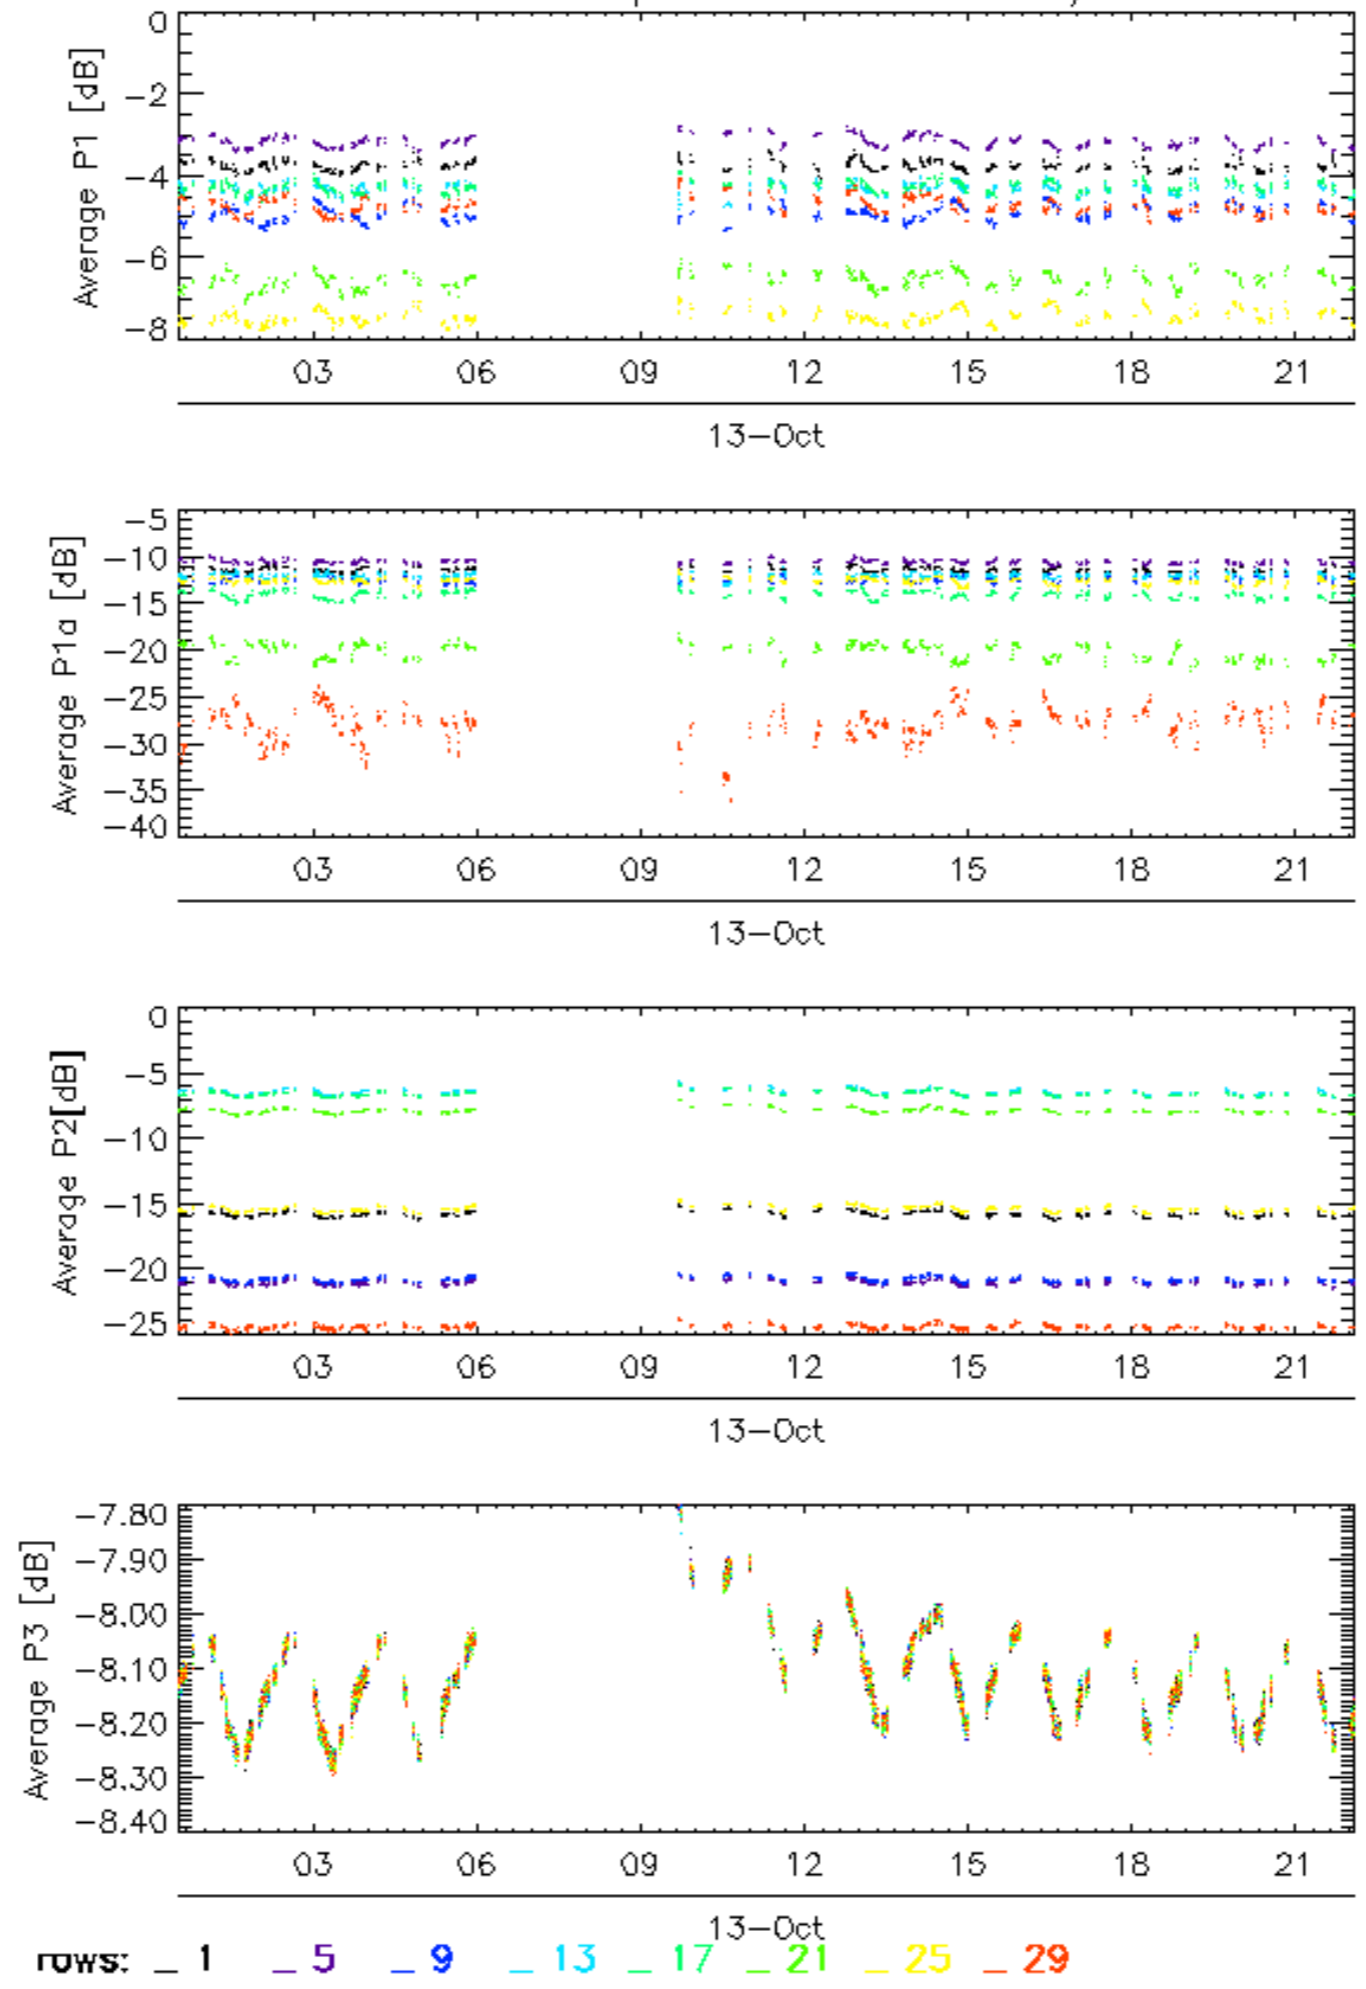 0
−2
−4
−6
−8
Average P1 [dB]
03 06 09 12 15 18 21
13−Oct
−5
−10
−15
−20
−25
−30
−35
−40
Average P1a [dB]
03 06 09 12 15 18 21
13−Oct
0
−5
−10
−15
−20
−25
Average P2[dB]
03 06 09 12 15 18 21
13−Oct
−7.80
−7.90
−8.00
−8.10
−8.20
−8.30
−8.40
Average P3 [dB]
03 06 09 12 15 18 21
13−Oct
rows: _ 1 _ 5 _ 9 _ 13 _ 17 _ 21 _ 25 _ 29